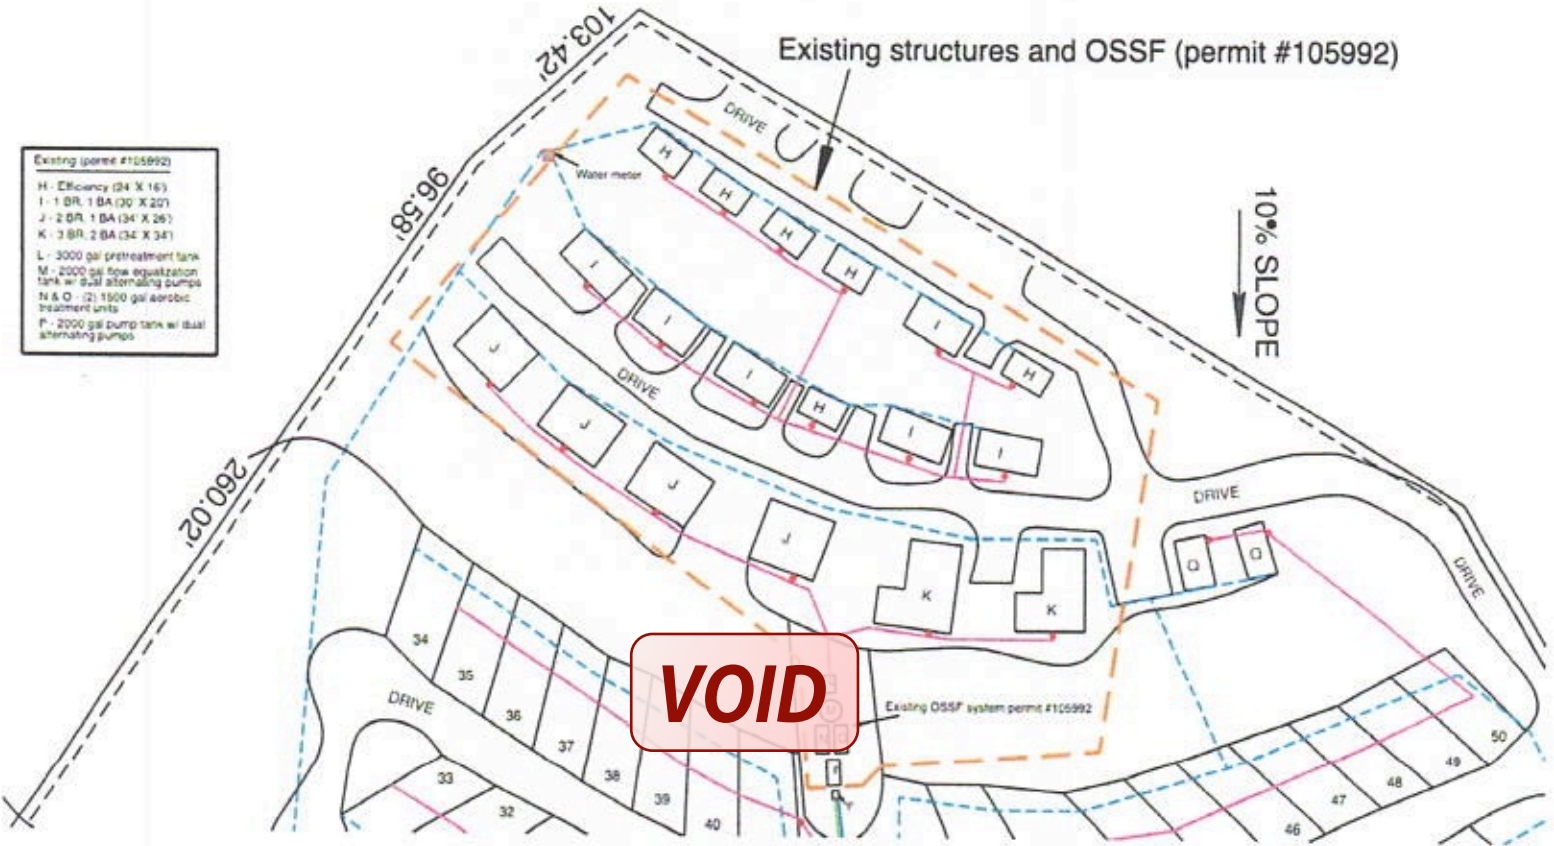 103.42'
Existing structures and OSSF (permit #105992)
DRIVE
Existing (permit #105992)
H - Efficiency (24' X 16')
I - 1 BR, 1 BA (30' X 20')
J - 2 BR, 1 BA (34' X 26')
K - 3 BR, 2 BA (34' X 34')
L - 3000 gal pretreatment tank
M - 2000 gal flow equalization
tank w/ dual alternating pumps
N & O - (2) 1500 gal aerobic
treatment units
P - 2000 gal pump tank w/ dual
alternating pumps
Water meter
96.58'
10% SLOPE
H
H
H
H
I
I
H
I
I
H
I
I
DRIVE
J
J
J
J
K
K
260.02'
DRIVE
Q
Q
DRIVE
34
35
36
37
38
39
40
DRIVE
33
32
VOID
M
Existing OSSF system permit #105992
P
50
49
48
47
46